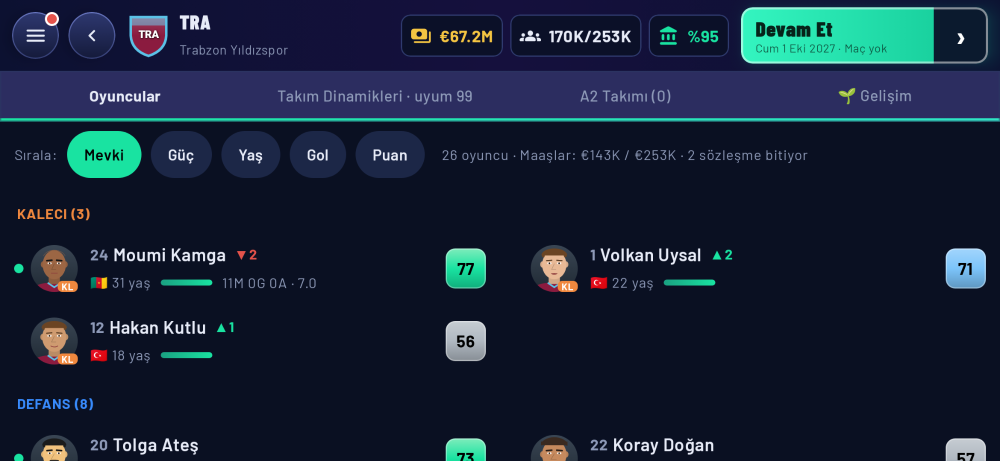 TRA
TRA
Trabzon Yıldızspor
€67.2M
170K/253K
%95
Devam Et
Cum 1 Eki 2027 · Maç yok
Oyuncular
Takım Dinamikleri · uyum 99
A2 Takımı (0)
Gelişim
Sırala:
Mevki
Güç
Yaş
Gol
Puan
26 oyuncu · Maaşlar: €143K / €253K · 2 sözleşme bitiyor
KALECI (3)
24 Moumi Kamga ▼2
KL
31 yaş
11M 0G 0A · 7.0
77
1 Volkan Uysal ▲2
KL
22 yaş
71
12 Hakan Kutlu ▲1
KL
18 yaş
56
DEFANS (8)
20 Tolga Ateş
73
22 Koray Doğan
57